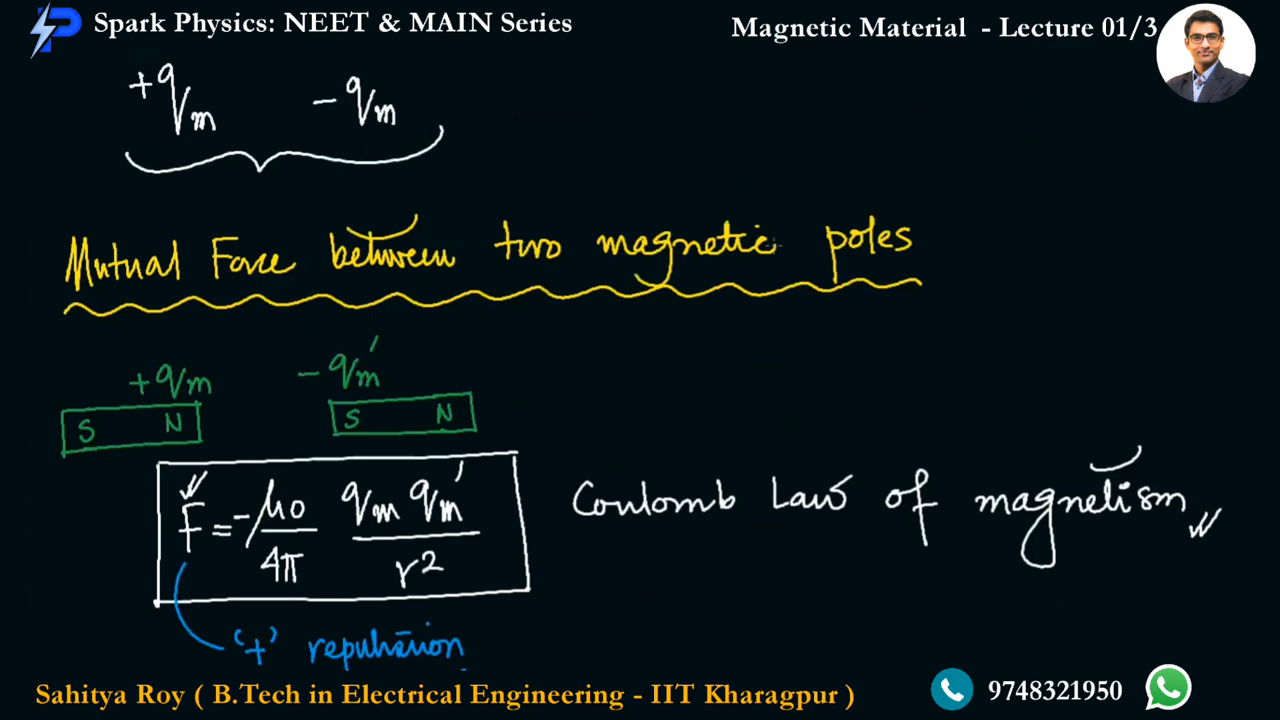 Spark Physics: NEET & MAIN Series
Magnetic Material - Lecture 01/3
+qm -qm
Mutual Force between two magnetic poles
+qm -qm'
S N S N
F = -μ0/4π qm qm'/r²
Coulomb Law of magnetism
'+' repulsion
Sahitya Roy ( B.Tech in Electrical Engineering - IIT Kharagpur )
9748321950